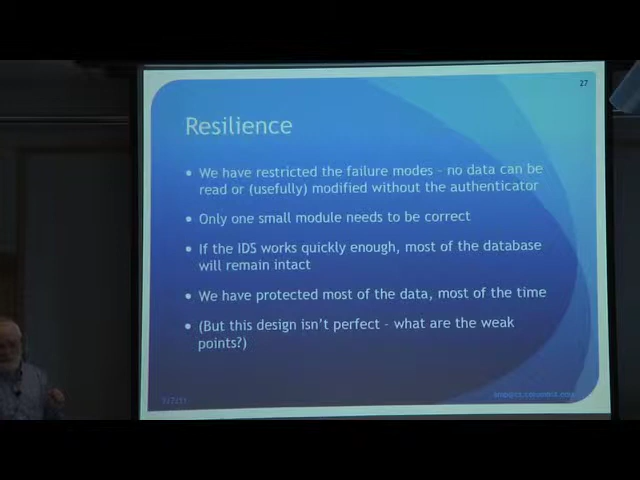 27
Resilience
• We have restricted the failure modes – no data can be
read or (usefully) modified without the authenticator
• Only one small module needs to be correct
• If the IDS works quickly enough, most of the database
will remain intact
• We have protected most of the data, most of the time
• (But this design isn't perfect – what are the weak
points?)